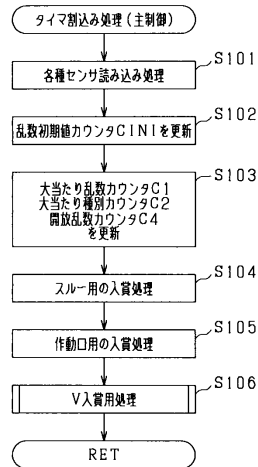 タイマ割込み処理(主制御)
S101
各種センサ読み込み処理
S102
乱数初期値カウンタCINIを更新
S103
大当たり乱数カウンタC1
大当たり種別カウンタC2
開放乱数カウンタC4
を更新
S104
スルー用の入賞処理
S105
作動口用の入賞処理
S106
V入賞用処理
RET